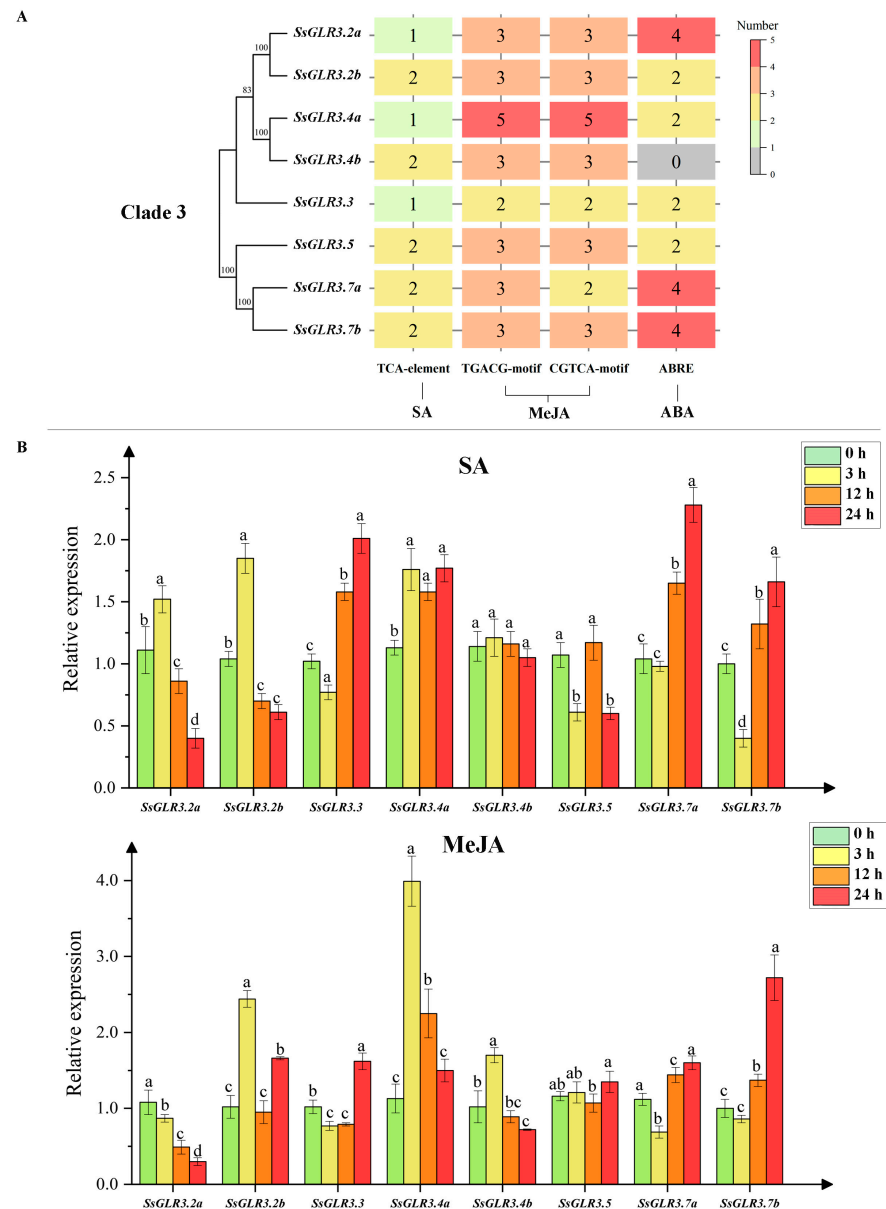 A
Number
SsGLR3.2a 1 3 3 4
SsGLR3.2b 2 3 3 2
SsGLR3.4a 1 5 5 2
SsGLR3.4b 2 3 3 0
SsGLR3.3 1 2 2 2
SsGLR3.5 2 3 3 2
SsGLR3.7a 2 3 2 4
SsGLR3.7b 2 3 3 4
100
83
100
100
100
Clade 3
5
4
3
2
1
0
TCA-element TGACG-motif CGTCA-motif ABRE
SA MeJA ABA
B
SA
0 h
3 h
12 h
24 h
Relative expression
2.5
2.0
1.5
1.0
0.5
0.0
b a c d
b a c c
c a b a
b a a a
a a a a
a b a b
c c b a
c d b a
SsGLR3.2a SsGLR3.2b SsGLR3.3 SsGLR3.4a SsGLR3.4b SsGLR3.5 SsGLR3.7a SsGLR3.7b
MeJA
0 h
3 h
12 h
24 h
Relative expression
4.0
3.0
2.0
1.0
0.0
a b c d
c a c b
b c c a
c a b c
b a bc c
ab ab b a
a b c a
c c b a
SsGLR3.2a SsGLR3.2b SsGLR3.3 SsGLR3.4a SsGLR3.4b SsGLR3.5 SsGLR3.7a SsGLR3.7b